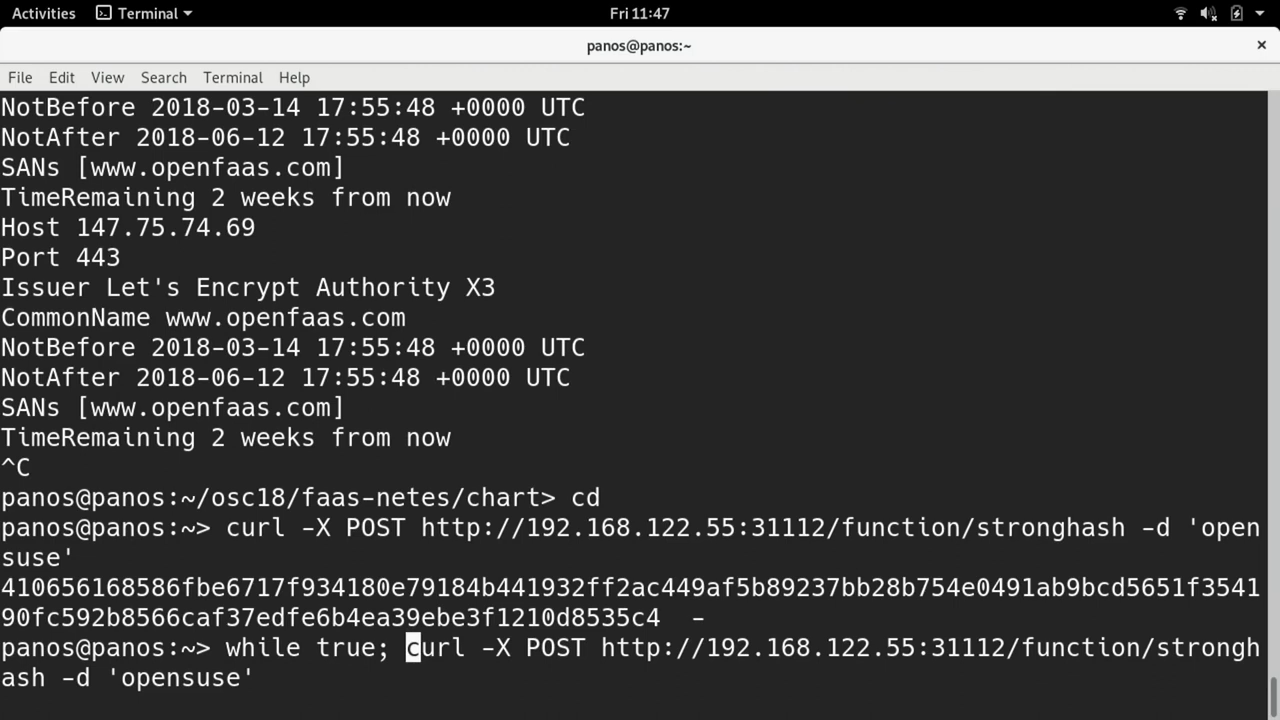 Activities Terminal Fri 11:47
panos@panos:~
File Edit View Search Terminal Help
NotBefore 2018-03-14 17:55:48 +0000 UTC
NotAfter 2018-06-12 17:55:48 +0000 UTC
SANs [www.openfaas.com]
TimeRemaining 2 weeks from now
Host 147.75.74.69
Port 443
Issuer Let's Encrypt Authority X3
CommonName www.openfaas.com
NotBefore 2018-03-14 17:55:48 +0000 UTC
NotAfter 2018-06-12 17:55:48 +0000 UTC
SANs [www.openfaas.com]
TimeRemaining 2 weeks from now
^C
panos@panos:~/osc18/faas-netes/chart> cd
panos@panos:~> curl -X POST http://192.168.122.55:31112/function/stronghash -d 'open
suse'
410656168586fbe6717f934180e79184b441932ff2ac449af5b89237bb28b754e0491ab9bcd5651f3541
90fc592b8566caf37edfe6b4ea39ebe3f1210d8535c4  -
panos@panos:~> while true; curl -X POST http://192.168.122.55:31112/function/strongh
ash -d 'opensuse'